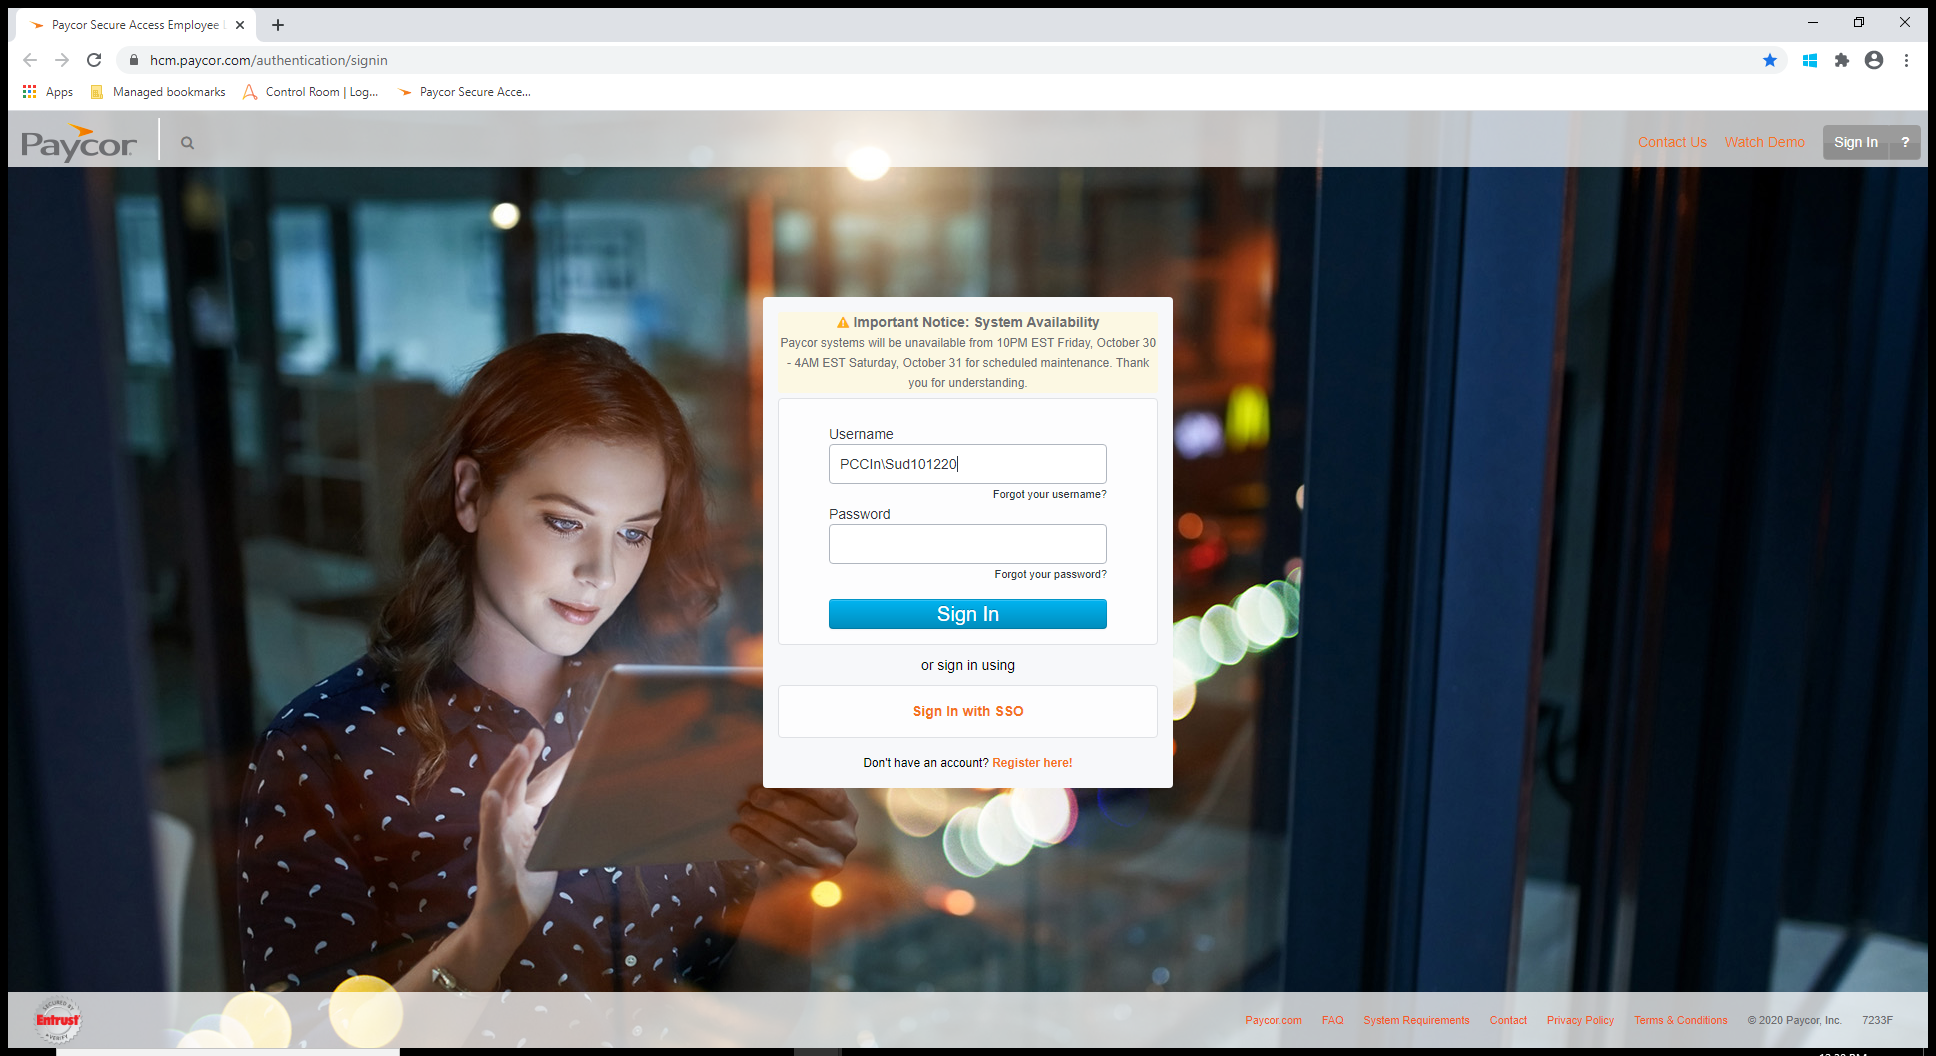 Paycor Secure Access Employee
hcm.paycor.com/authentication/signin
Apps
Managed bookmarks
Control Room | Log...
Paycor Secure Acce...
Paycor
Contact Us
Watch Demo
Sign In
?
Important Notice: System Availability
Paycor systems will be unavailable from 10PM EST Friday, October 30
- 4AM EST Saturday, October 31 for scheduled maintenance. Thank
you for understanding.
Username
PCCIn\Sud101220
Forgot your username?
Password
Forgot your password?
Sign In
or sign in using
Sign In with SSO
Don't have an account? Register here!
SECURED BY
Entrust
VERIFY
Paycor.com
FAQ
System Requirements
Contact
Privacy Policy
Terms & Conditions
© 2020 Paycor, Inc.
7233F